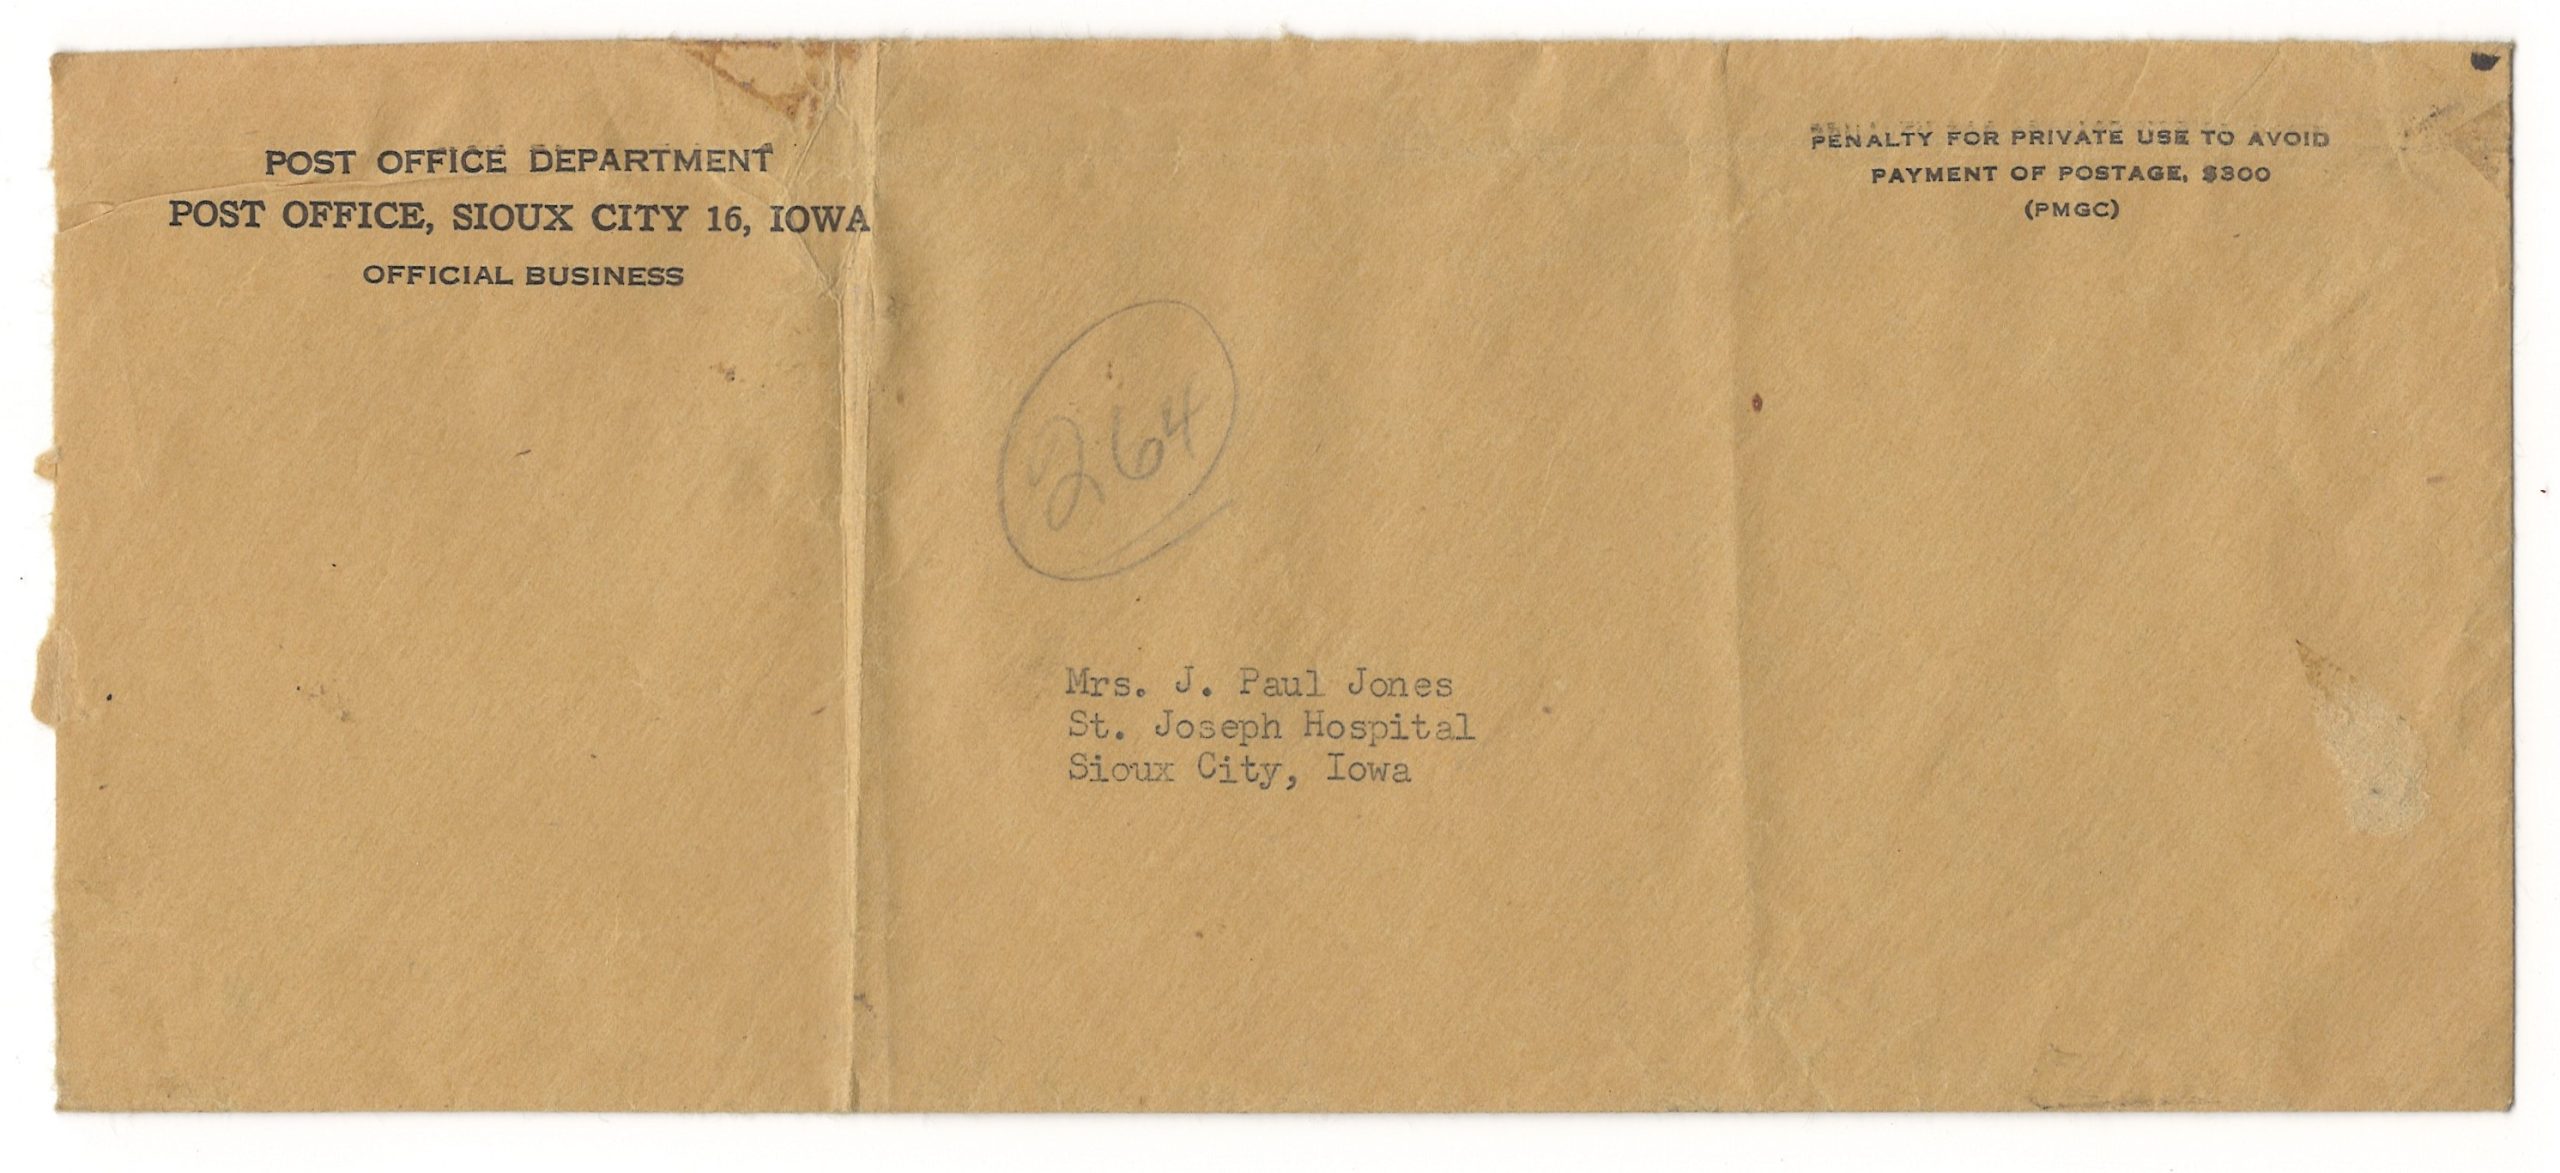 POST OFFICE DEPARTMENT
POST OFFICE, SIOUX CITY 16, IOWA
OFFICIAL BUSINESS
PENALTY FOR PRIVATE USE TO AVOID
PAYMENT OF POSTAGE, $300
(PMGC)
264
Mrs. J. Paul Jones
St. Joseph Hospital
Sioux City, Iowa